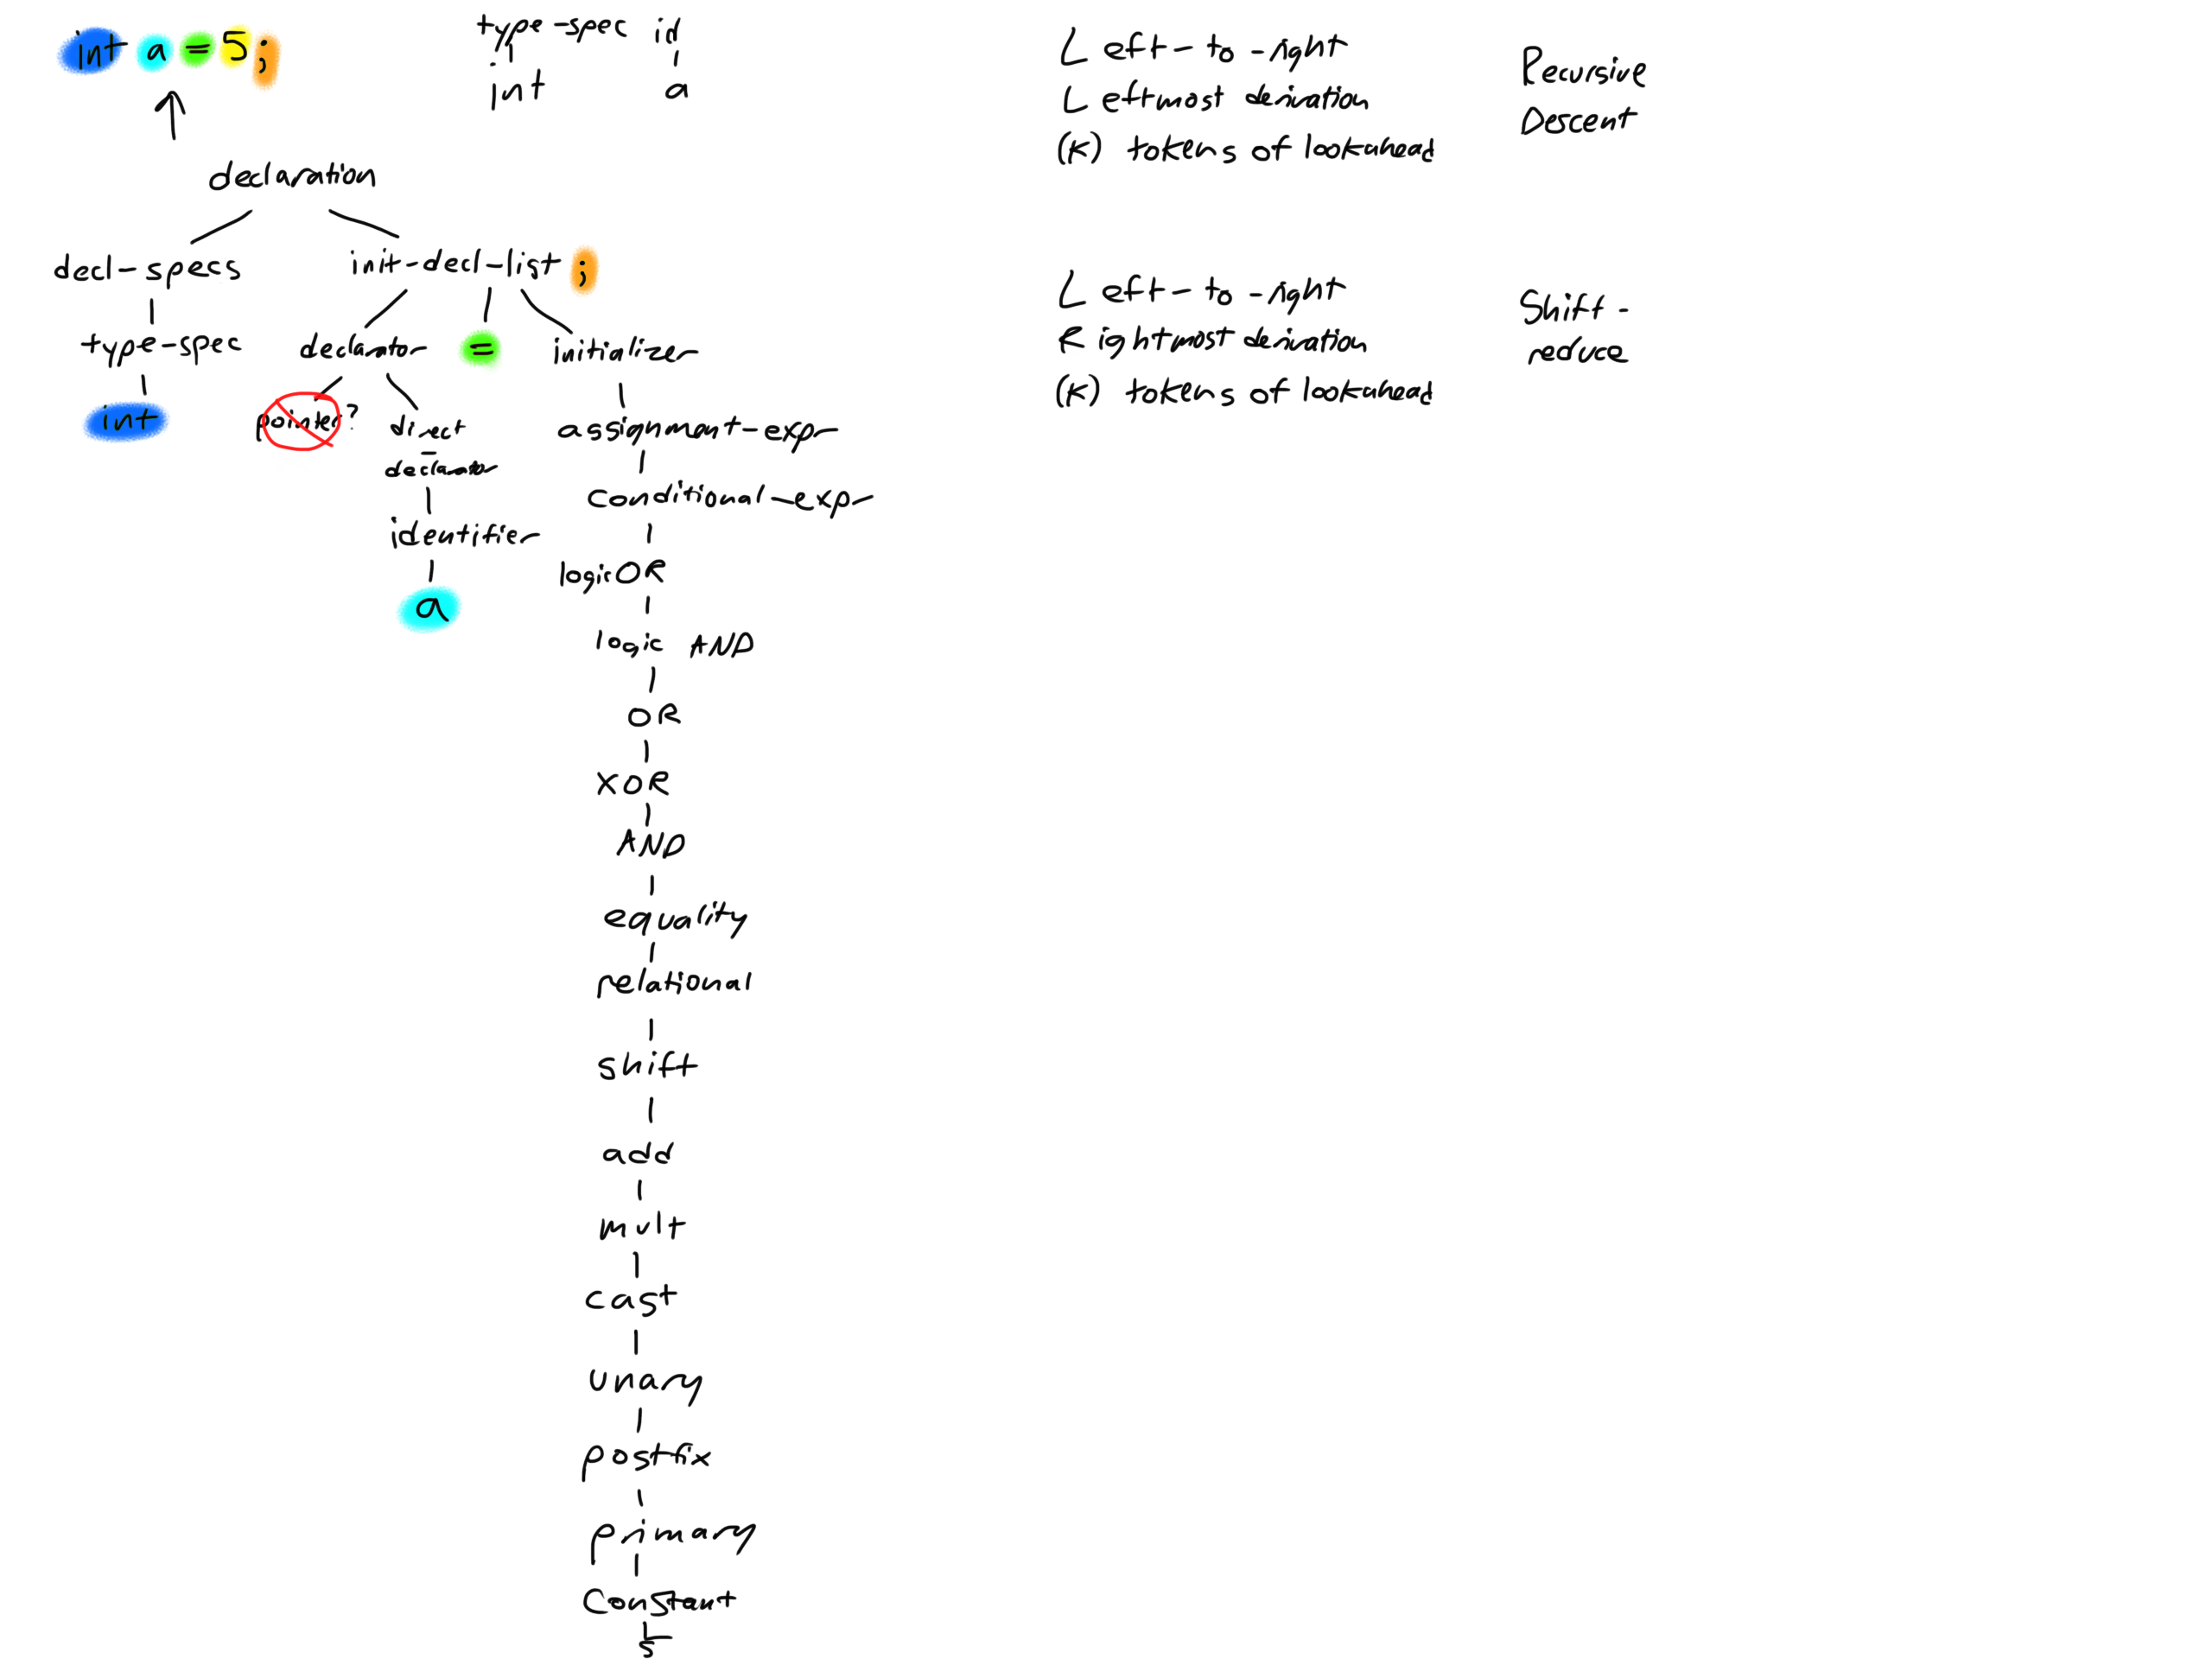 int a = 5;
type-spec id
int a
declaration
decl-specs init-decl-list ;
type-spec declarator = initializer
int pointer? direct
-
declarator
identifier
a
assignment-expr
conditional-expr
logicOR
logic AND
OR
XOR
AND
equality
relational
shift
add
mult
cast
unary
postfix
primary
Constant
5
Left-to-right
Leftmost derivation
(K) tokens of lookahead
Recursive
Descent
Left-to-right
Rightmost derivation
(K) tokens of lookahead
Shift-
reduce